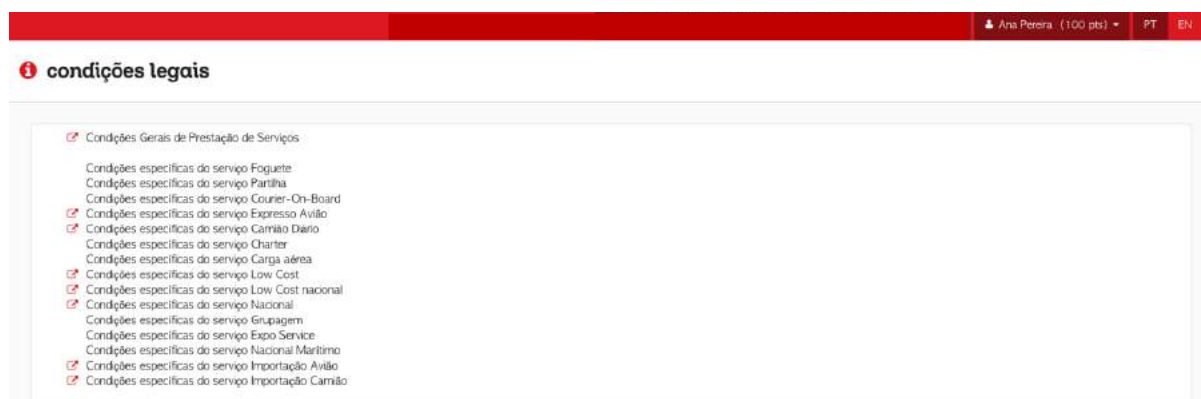 Ana Pereira (100 pts) PT EN
condições legais
Condições Gerais de Prestação de Serviços
Condições específicas do serviço Foguete
Condições específicas do serviço Partilha
Condições específicas do serviço Courier-On-Board
Condições específicas do serviço Expresso Avião
Condições específicas do serviço Camião Diário
Condições específicas do serviço Charter
Condições específicas do serviço Carga aérea
Condições específicas do serviço Low Cost
Condições específicas do serviço Low Cost nacional
Condições específicas do serviço Nacional
Condições específicas do serviço Grupagem
Condições específicas do serviço Expo Service
Condições específicas do serviço Nacional Marítimo
Condições específicas do serviço Importação Avião
Condições específicas do serviço Importação Camião